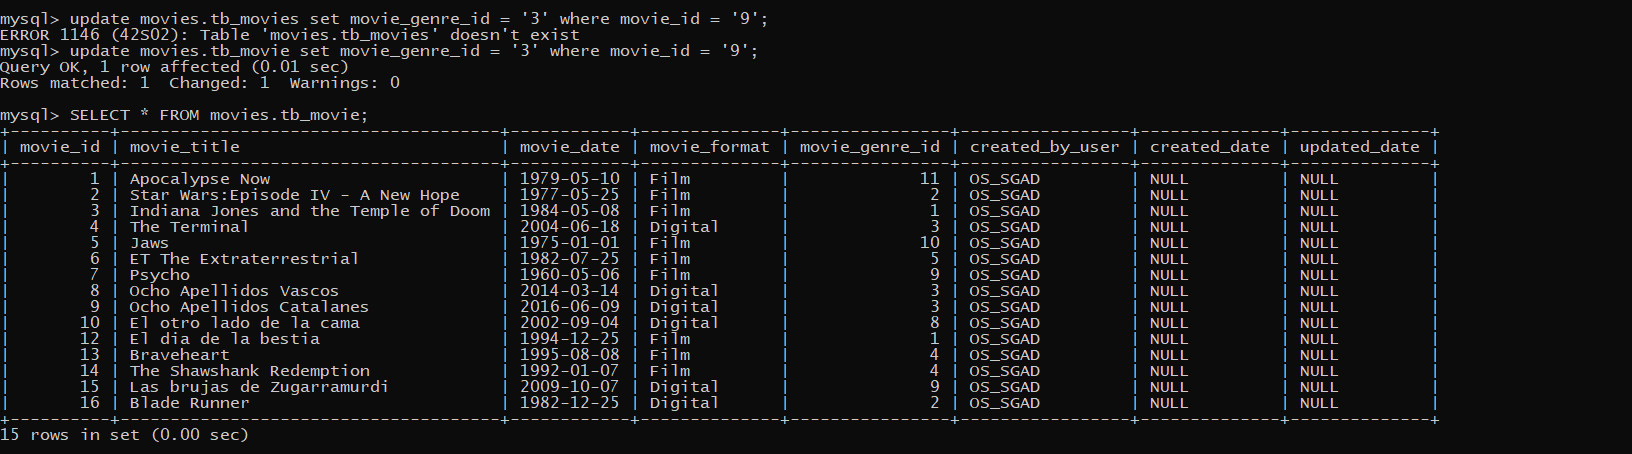 mysql> update movies.tb_movies set movie_genre_id = '3' where movie_id = '9';
ERROR 1146 (42S02): Table 'movies.tb_movies' doesn't exist
mysql> update movies.tb_movie set movie_genre_id = '3' where movie_id = '9';
Query OK, 1 row affected (0.01 sec)
Rows matched: 1  Changed: 1  Warnings: 0

mysql> SELECT * FROM movies.tb_movie;
+----------+--------------------------------------+------------+--------------+----------------+-----------------+--------------+--------------+
| movie_id | movie_title                          | movie_date | movie_format | movie_genre_id | created_by_user | created_date | updated_date |
+----------+--------------------------------------+------------+--------------+----------------+-----------------+--------------+--------------+
|        1 | Apocalypse Now                       | 1979-05-10 | Film         |             11 | OS_SGAD         | NULL         | NULL         |
|        2 | Star Wars:Episode IV - A New Hope    | 1977-05-25 | Film         |              2 | OS_SGAD         | NULL         | NULL         |
|        3 | Indiana Jones and the Temple of Doom | 1984-05-08 | Film         |              1 | OS_SGAD         | NULL         | NULL         |
|        4 | The Terminal                         | 2004-06-18 | Digital      |              3 | OS_SGAD         | NULL         | NULL         |
|        5 | Jaws                                 | 1975-01-01 | Film         |             10 | OS_SGAD         | NULL         | NULL         |
|        6 | ET The Extraterrestrial              | 1982-07-25 | Film         |              5 | OS_SGAD         | NULL         | NULL         |
|        7 | Psycho                               | 1960-05-06 | Film         |              9 | OS_SGAD         | NULL         | NULL         |
|        8 | Ocho Apellidos Vascos                | 2014-03-14 | Digital      |              3 | OS_SGAD         | NULL         | NULL         |
|        9 | Ocho Apellidos Catalanes             | 2016-06-09 | Digital      |              3 | OS_SGAD         | NULL         | NULL         |
|       10 | El otro lado de la cama              | 2002-09-04 | Digital      |              8 | OS_SGAD         | NULL         | NULL         |
|       12 | El dia de la bestia                  | 1994-12-25 | Film         |              1 | OS_SGAD         | NULL         | NULL         |
|       13 | Braveheart                           | 1995-08-08 | Film         |              4 | OS_SGAD         | NULL         | NULL         |
|       14 | The Shawshank Redemption             | 1992-01-07 | Film         |              4 | OS_SGAD         | NULL         | NULL         |
|       15 | Las brujas de Zugarramurdi           | 2009-10-07 | Digital      |              9 | OS_SGAD         | NULL         | NULL         |
|       16 | Blade Runner                         | 1982-12-25 | Digital      |              2 | OS_SGAD         | NULL         | NULL         |
+----------+--------------------------------------+------------+--------------+----------------+-----------------+--------------+--------------+
15 rows in set (0.00 sec)